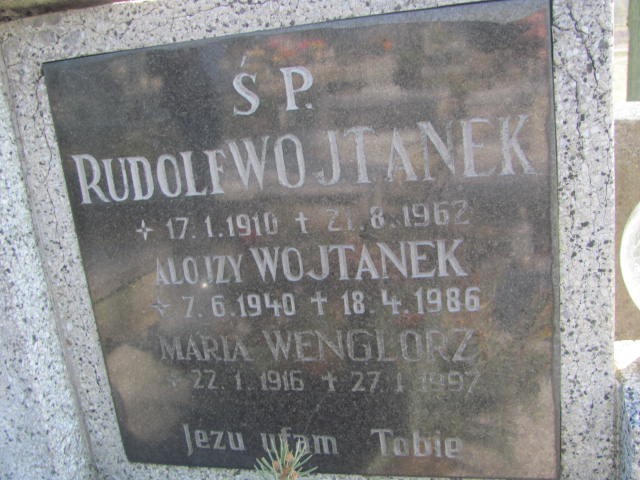 Ś P.
RUDOLF WOJTANEK
+ 17.1.1910 + 21.8.1962
ALOJZY WOJTANEK
+ 7.6.1940 + 18.4.1986
MARIA WENGLORZ
+ 22.1.1916 + 27.1.1997
Jezu ufam Tobie